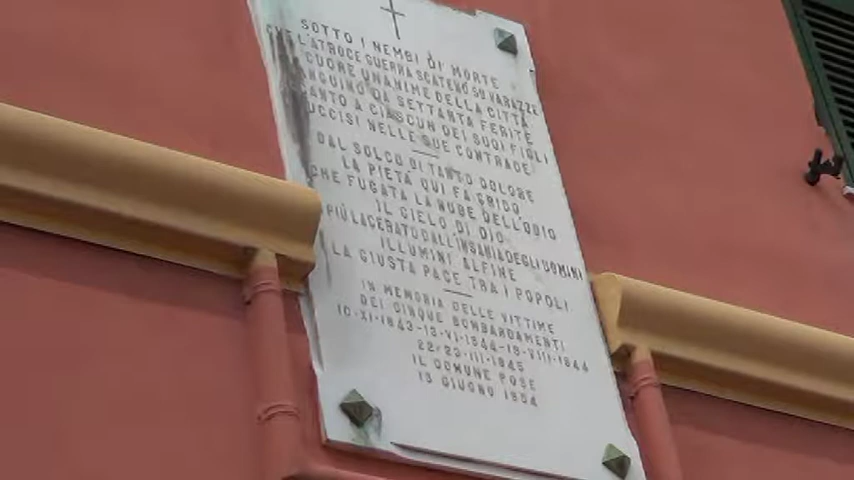 SOTTO I NEMBI DI MORTE
CHE L'ATROCE GUERRA SCATENÒ SU VARAZZE
CUORE UNANIME DELLA CITTÀ
SANGUINÒ DA SETTANTA FERITE
QUANTO A CIASCUN DEI SUOI FIGLI
UCCISI NELLE SUE CONTRADE
DAL SOLCO DI TANTO DOLORE
LA PIETÀ QUI FA GRIDO
CHE FUGATA LA NUBE DELL'ODIO
IL CIELO DI DIO
PIÙ LACERATO DALL'INSANIA DEGLI UOMINI
ILLUMINI ALFINE
LA GIUSTA PACE TRA I POPOLI
IN MEMORIA DELLE VITTIME
DEI CINQUE BOMBARDAMENTI
10-XI-1943-13-VI-1944-19-VIII-1944
22-23-III-1945
IL COMUNE POSE
13 GIUGNO 1954